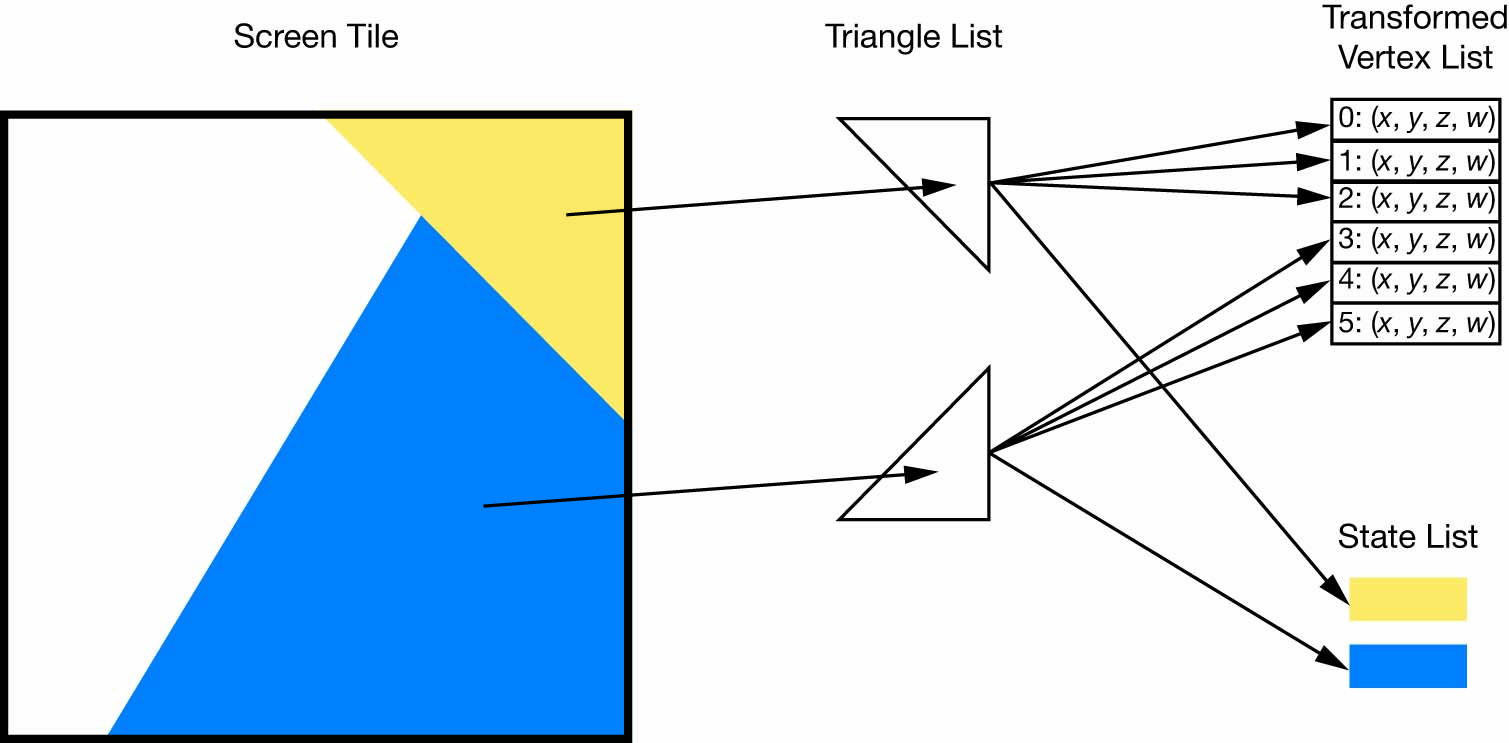 Screen Tile
Triangle List
Transformed
Vertex List
0: (x, y, z, w)
1: (x, y, z, w)
2: (x, y, z, w)
3: (x, y, z, w)
4: (x, y, z, w)
5: (x, y, z, w)
State List